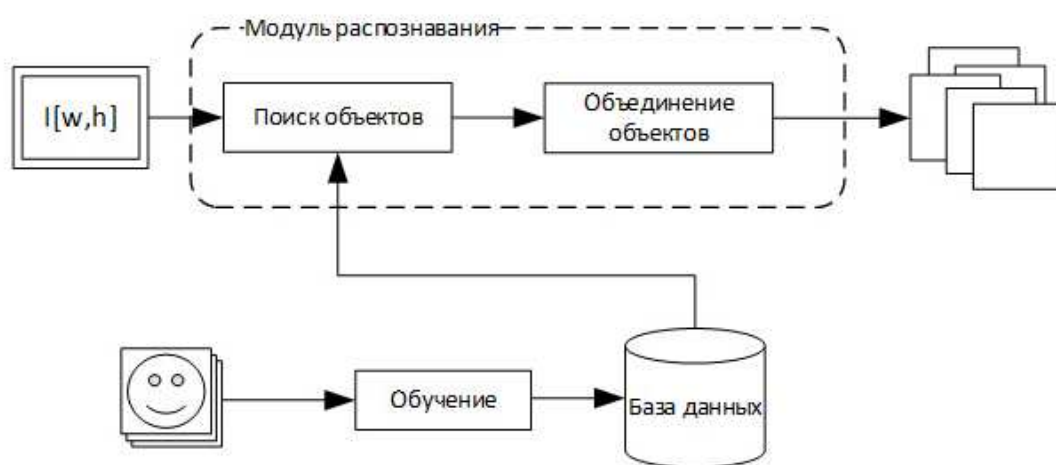 Модуль распознавания
I[w,h]
Поиск объектов
Объединение
объектов
Обучение
База данных